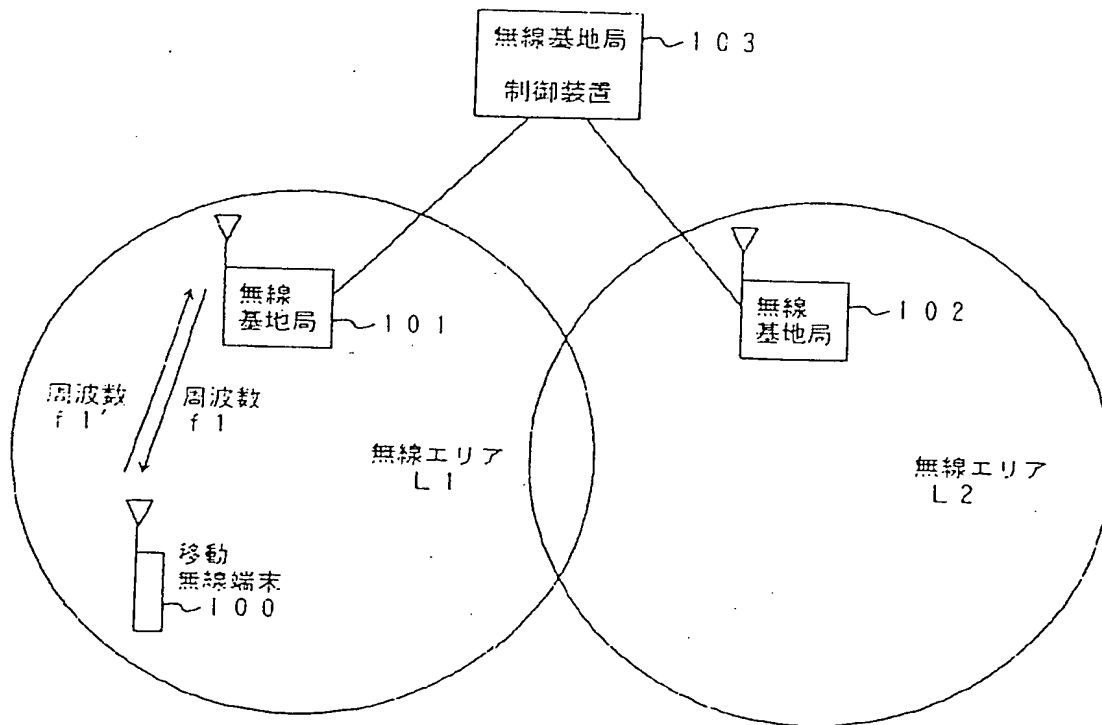 無線基地局
制御装置
103
無線
基地局
101
無線
基地局
102
周波数
f1′
周波数
f1
無線エリア
L1
無線エリア
L2
移動
無線端末
100